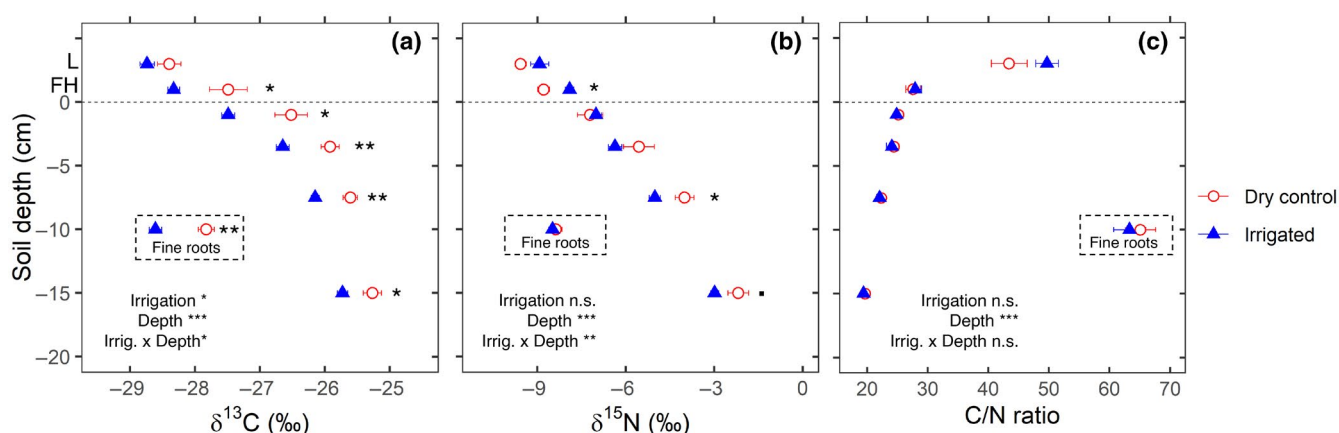 (a)
L
FH
0
−5
−10
−15
−20
Soil depth (cm)
*
*
**
**
**
Fine roots
*
Irrigation *
Depth ***
Irrig. x Depth*
−29 −28 −27 −26 −25
δ¹³C (‰)
(b)
*
*
Fine roots
▪
Irrigation n.s.
Depth ***
Irrig. x Depth **
−9 −6 −3 0
δ¹⁵N (‰)
(c)
Fine roots
Irrigation n.s.
Depth ***
Irrig. x Depth n.s.
20 30 40 50 60 70
C/N ratio
Dry control
Irrigated